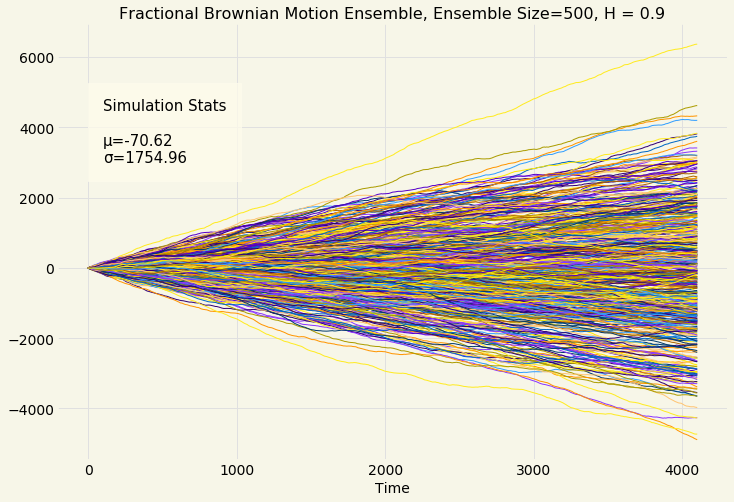 Fractional Brownian Motion Ensemble, Ensemble Size=500, H = 0.9
6000
4000
2000
0
−2000
−4000
Simulation Stats
μ=-70.62
σ=1754.96
0
1000
2000
3000
4000
Time